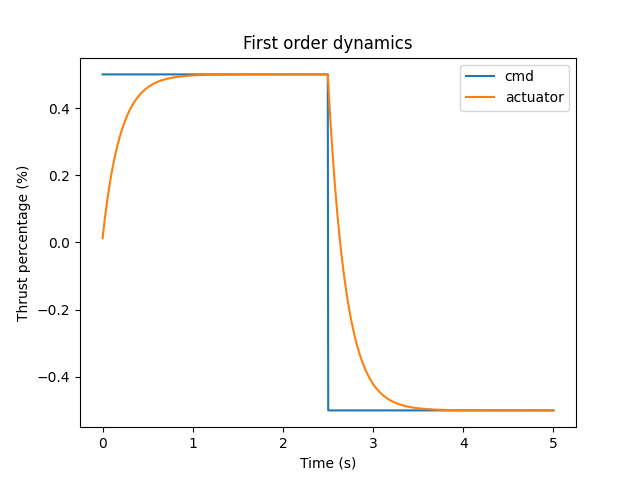 First order dynamics
cmd
actuator
Thrust percentage (%)
0.4
0.2
0.0
−0.2
−0.4
0
1
2
3
4
5
Time (s)